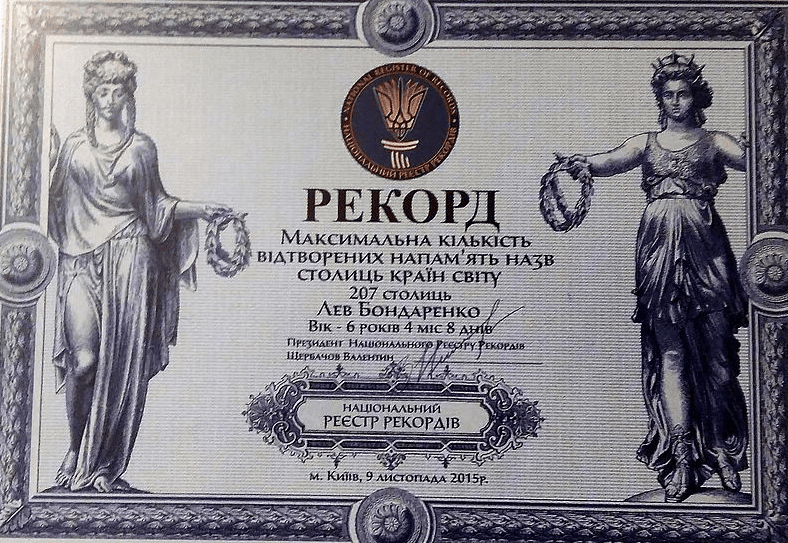 NATIONAL REGISTER OF RECORDS
НАЦІОНАЛЬНИЙ РЕЄСТР РЕКОРДІВ
РЕКОРД
Максимальна кількість
відтворених напам'ять назв
столиць країн світу
207 столиць
Лев Бондаренко
Вік - 6 років 4 міс 8 днів
Президент Національного Реєстру Рекордів
Щербачов Валентин
НАЦІОНАЛЬНИЙ
РЕЄСТР РЕКОРДІВ
м. Київ, 9 листопада 2015р.